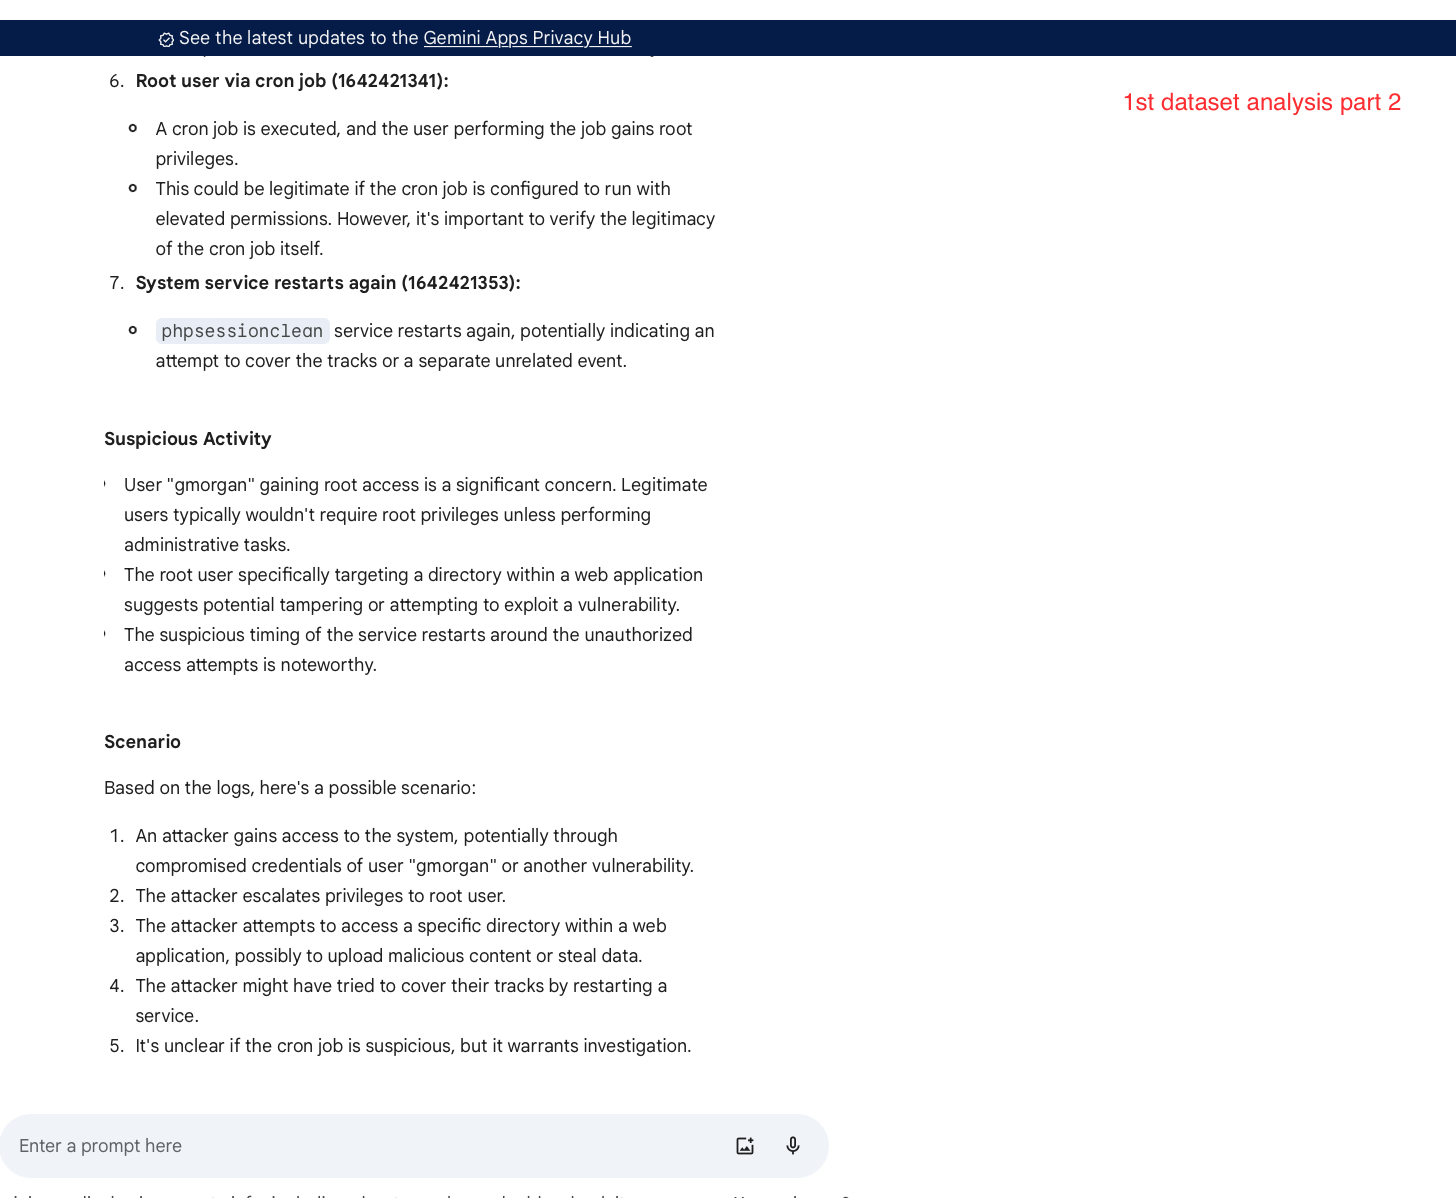 See the latest updates to the Gemini Apps Privacy Hub
6. Root user via cron job (1642421341):
1st dataset analysis part 2
A cron job is executed, and the user performing the job gains root
privileges.
This could be legitimate if the cron job is configured to run with
elevated permissions. However, it's important to verify the legitimacy
of the cron job itself.
7. System service restarts again (1642421353):
phpsessionclean service restarts again, potentially indicating an
attempt to cover the tracks or a separate unrelated event.
Suspicious Activity
User "gmorgan" gaining root access is a significant concern. Legitimate
users typically wouldn't require root privileges unless performing
administrative tasks.
The root user specifically targeting a directory within a web application
suggests potential tampering or attempting to exploit a vulnerability.
The suspicious timing of the service restarts around the unauthorized
access attempts is noteworthy.
Scenario
Based on the logs, here's a possible scenario:
1. An attacker gains access to the system, potentially through
compromised credentials of user "gmorgan" or another vulnerability.
2. The attacker escalates privileges to root user.
3. The attacker attempts to access a specific directory within a web
application, possibly to upload malicious content or steal data.
4. The attacker might have tried to cover their tracks by restarting a
service.
5. It's unclear if the cron job is suspicious, but it warrants investigation.
Enter a prompt here